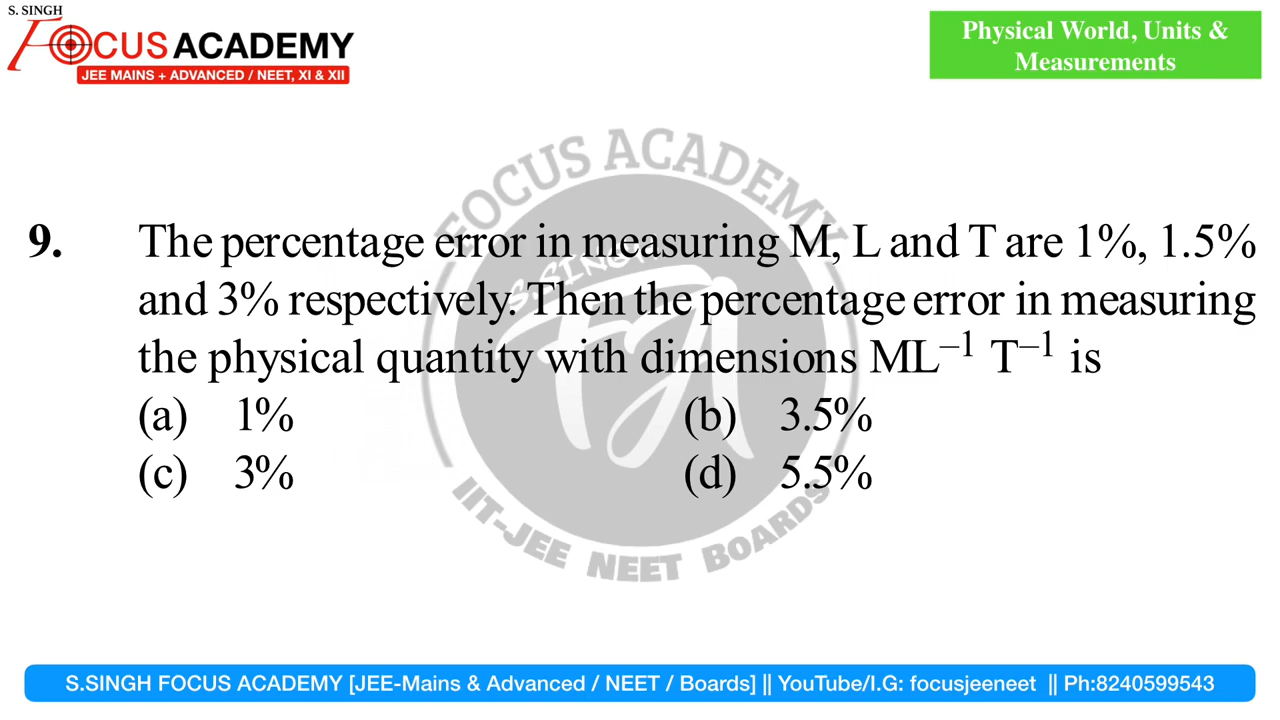 S. SINGH
FOCUS ACADEMY
JEE MAINS + ADVANCED / NEET, XI & XII
Physical World, Units &
Measurements
FOCUS ACADEMY
S.SINGH
FA
IIT-JEE NEET BOARDS
9. The percentage error in measuring M, L and T are 1%, 1.5%
and 3% respectively. Then the percentage error in measuring
the physical quantity with dimensions ML⁻¹ T⁻¹ is
(a) 1% (b) 3.5%
(c) 3% (d) 5.5%
S.SINGH FOCUS ACADEMY [JEE-Mains & Advanced / NEET / Boards] || YouTube/I.G: focusjeeneet || Ph:8240599543